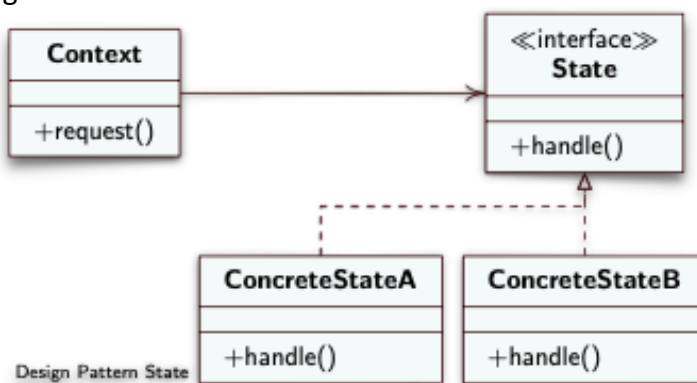 Context
+request()
≪interface≫
State
+handle()
ConcreteStateA
+handle()
ConcreteStateB
+handle()
Design Pattern State